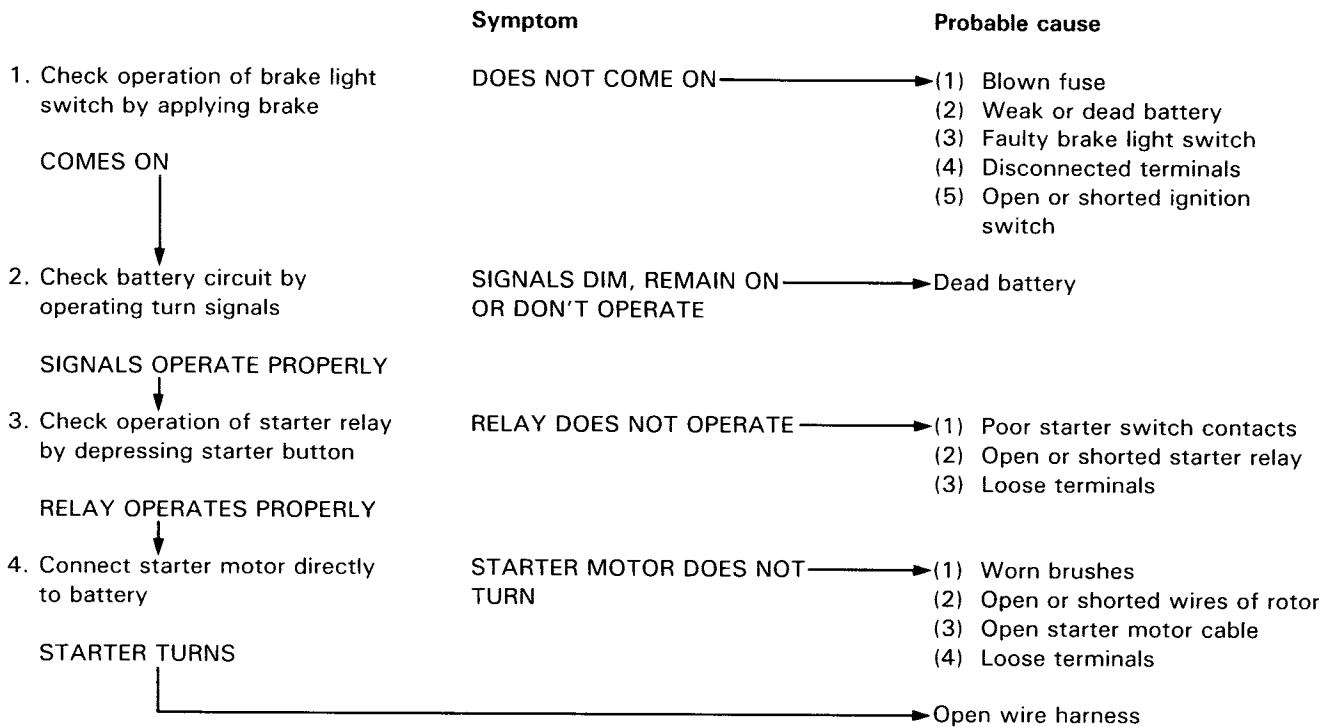 Symptom Probable cause
1. Check operation of brake light DOES NOT COME ON (1) Blown fuse
switch by applying brake (2) Weak or dead battery
(3) Faulty brake light switch
COMES ON (4) Disconnected terminals
(5) Open or shorted ignition
switch
2. Check battery circuit by SIGNALS DIM, REMAIN ON Dead battery
operating turn signals OR DON'T OPERATE
SIGNALS OPERATE PROPERLY
3. Check operation of starter relay RELAY DOES NOT OPERATE (1) Poor starter switch contacts
by depressing starter button (2) Open or shorted starter relay
(3) Loose terminals
RELAY OPERATES PROPERLY
4. Connect starter motor directly STARTER MOTOR DOES NOT (1) Worn brushes
to battery TURN (2) Open or shorted wires of rotor
(3) Open starter motor cable
STARTER TURNS (4) Loose terminals
Open wire harness